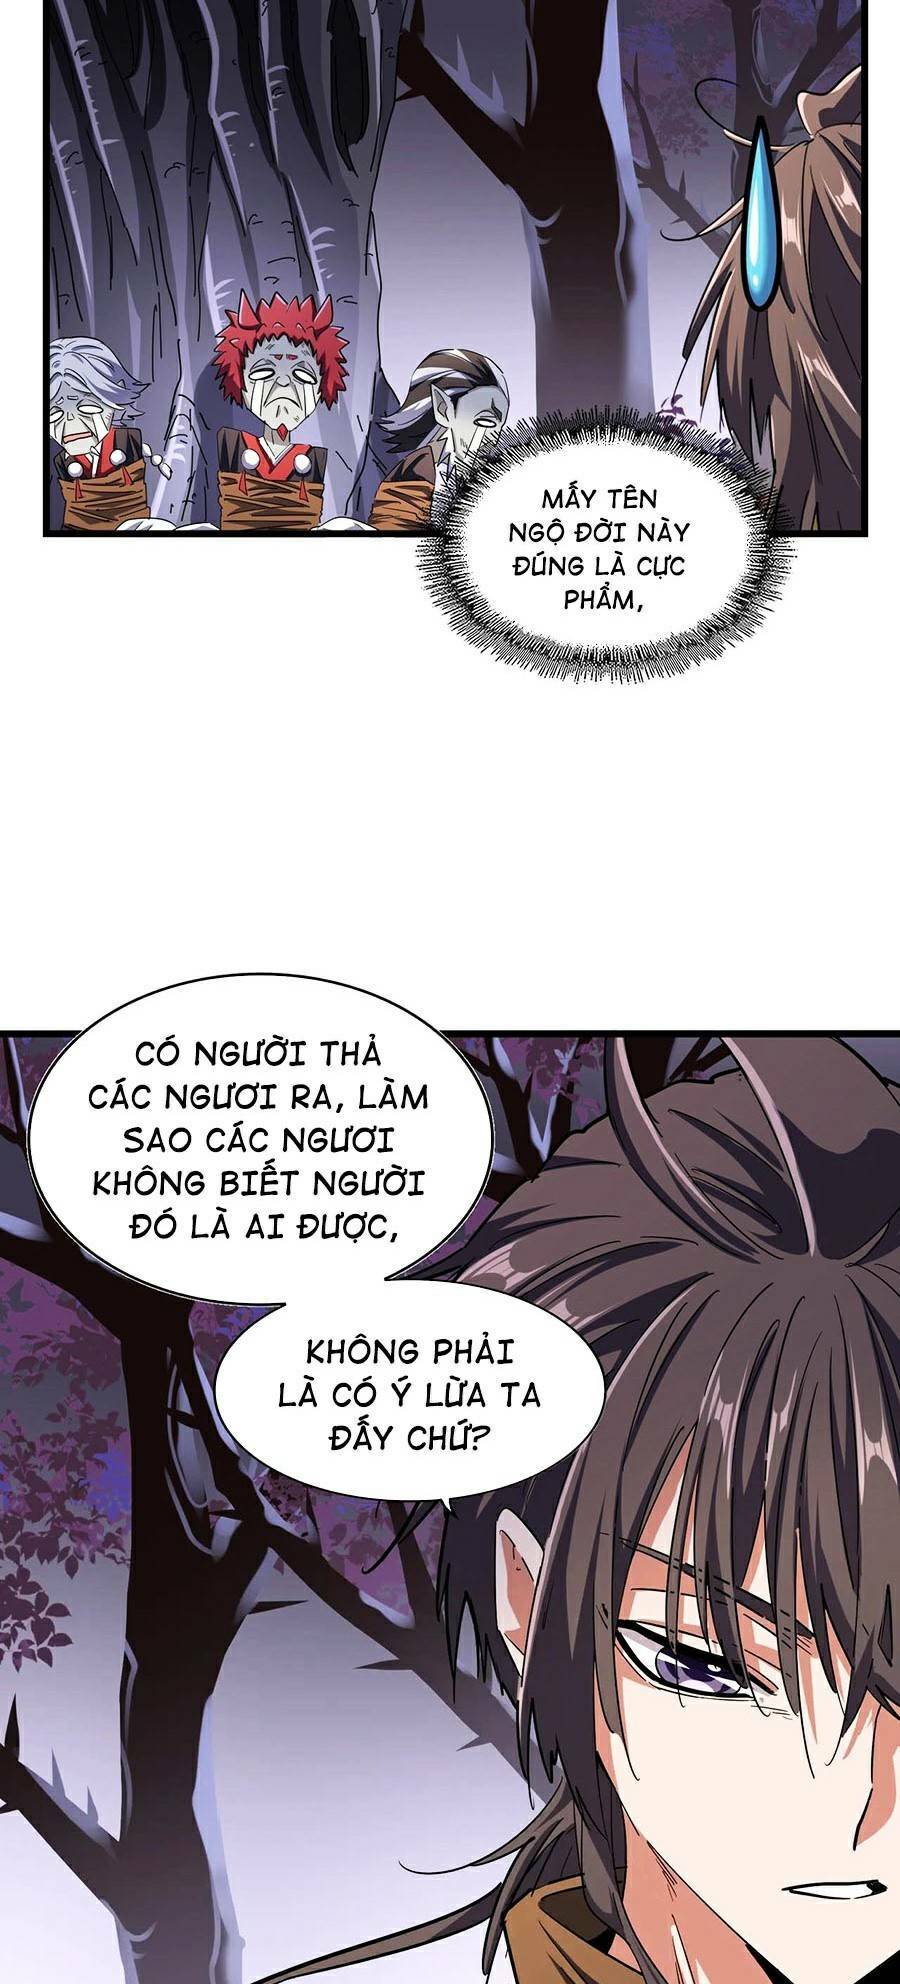 MẤY TÊN
NGỘ ĐỜI NÀY
ĐÚNG LÀ CỰC
PHẨM,
CÓ NGƯỜI THẢ
CÁC NGƯƠI RA, LÀM
SAO CÁC NGƯƠI
KHÔNG BIẾT NGƯỜI
ĐÓ LÀ AI ĐƯỢC,
KHÔNG PHẢI
LÀ CÓ Ý LỪA TA
ĐẤY CHỨ?